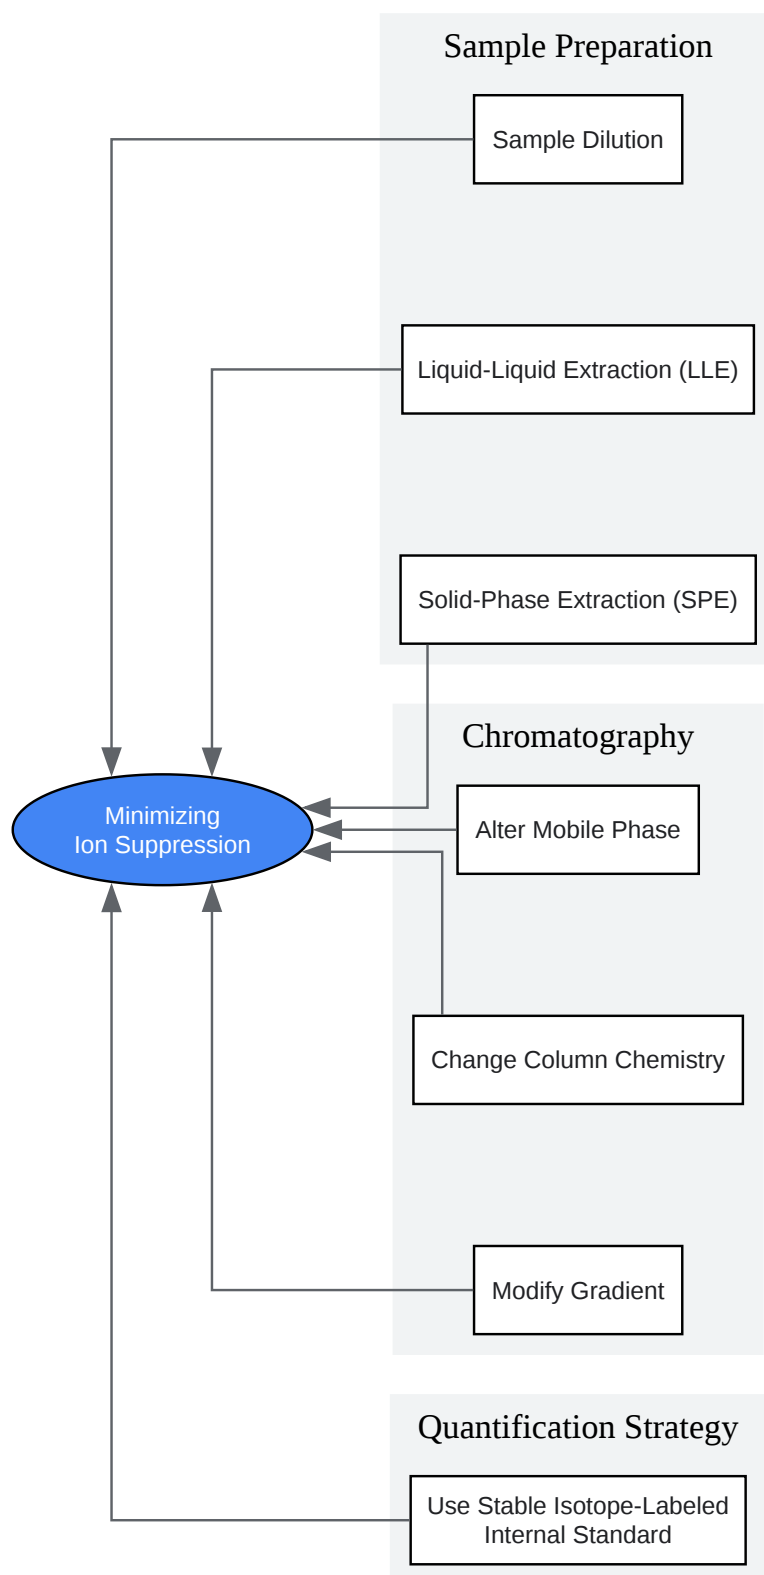 Sample Preparation
Sample Dilution
Liquid-Liquid Extraction (LLE)
Solid-Phase Extraction (SPE)
Chromatography
Minimizing
Ion Suppression
Alter Mobile Phase
Change Column Chemistry
Modify Gradient
Quantification Strategy
Use Stable Isotope-Labeled
Internal Standard